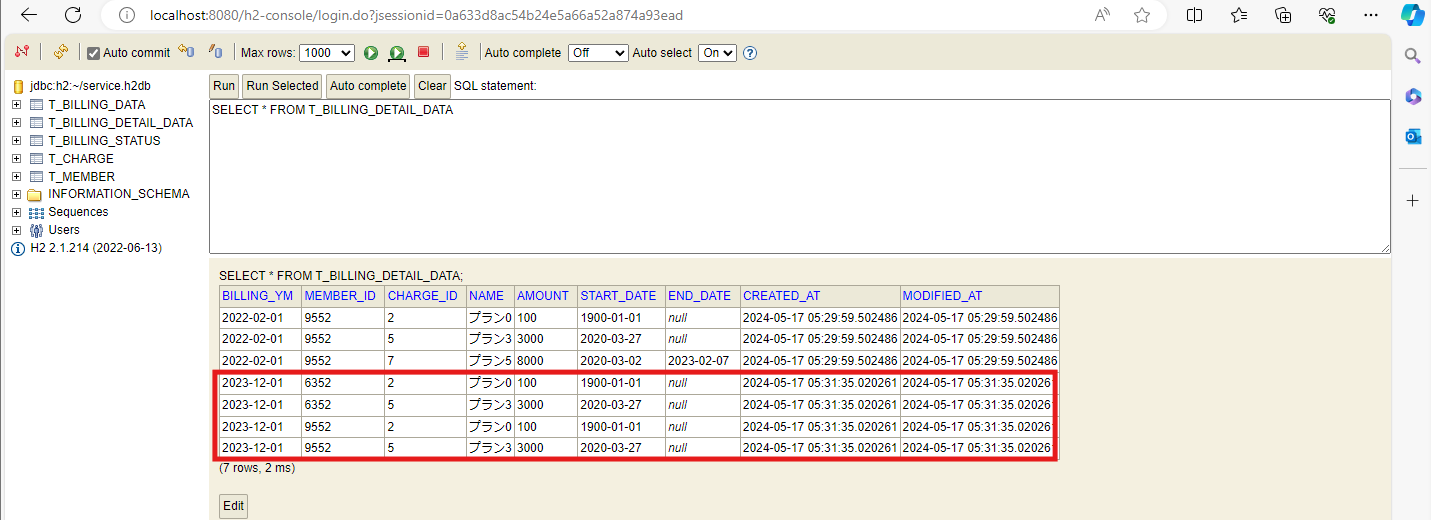 localhost:8080/h2-console/login.do?jsessionid=0a633d8ac54b24e5a66a52a874a93ead
Auto commit Max rows: 1000 Auto complete Off Auto select On
jdbc:h2:~/service.h2db
T_BILLING_DATA
T_BILLING_DETAIL_DATA
T_BILLING_STATUS
T_CHARGE
T_MEMBER
INFORMATION_SCHEMA
Sequences
Users
H2 2.1.214 (2022-06-13)
Run Run Selected Auto complete Clear SQL statement:
SELECT * FROM T_BILLING_DETAIL_DATA
SELECT * FROM T_BILLING_DETAIL_DATA;
BILLING_YM MEMBER_ID CHARGE_ID NAME AMOUNT START_DATE END_DATE CREATED_AT MODIFIED_AT
2022-02-01 9552 2 プラン0 100 1900-01-01 null 2024-05-17 05:29:59.502486 2024-05-17 05:29:59.502486
2022-02-01 9552 5 プラン3 3000 2020-03-27 null 2024-05-17 05:29:59.502486 2024-05-17 05:29:59.502486
2022-02-01 9552 7 プラン5 8000 2020-03-02 2023-02-07 2024-05-17 05:29:59.502486 2024-05-17 05:29:59.502486
2023-12-01 6352 2 プラン0 100 1900-01-01 null 2024-05-17 05:31:35.020261 2024-05-17 05:31:35.020261
2023-12-01 6352 5 プラン3 3000 2020-03-27 null 2024-05-17 05:31:35.020261 2024-05-17 05:31:35.020261
2023-12-01 9552 2 プラン0 100 1900-01-01 null 2024-05-17 05:31:35.020261 2024-05-17 05:31:35.020261
2023-12-01 9552 5 プラン3 3000 2020-03-27 null 2024-05-17 05:31:35.020261 2024-05-17 05:31:35.020261
(7 rows, 2 ms)
Edit